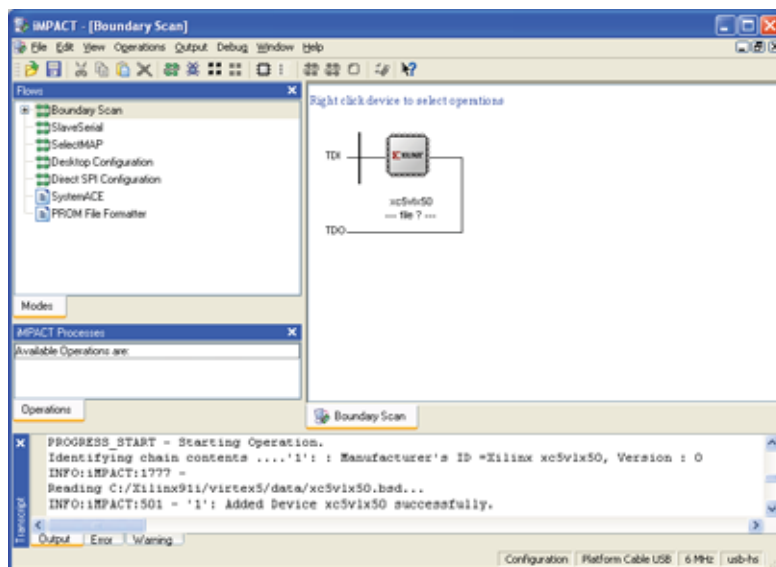 iMPACT - [Boundary Scan]
File Edit View Operations Output Debug Window Help
Flows
Boundary Scan
SlaveSerial
SelectMAP
Desktop Configuration
Direct SPI Configuration
SystemACE
PROM File Formatter
Modes
iMPACT Processes
Available Operations are:
Operations
Right click device to select operations
TDI
XILINX
xc5vlx50
--- file ? ---
TDO
Boundary Scan
PROGRESS_START - Starting Operation.
Identifying chain contents ....'1': : Manufacturer's ID =Xilinx xc5vlx50, Version : 0
INFO:iMPACT:1777 -
Reading C:/Xilinx91i/virtex5/data/xc5vlx50.bsd...
INFO:iMPACT:501 - '1': Added Device xc5vlx50 successfully.
Transcript
Output Error Warning
Configuration Platform Cable USB 6 MHz usb-hs